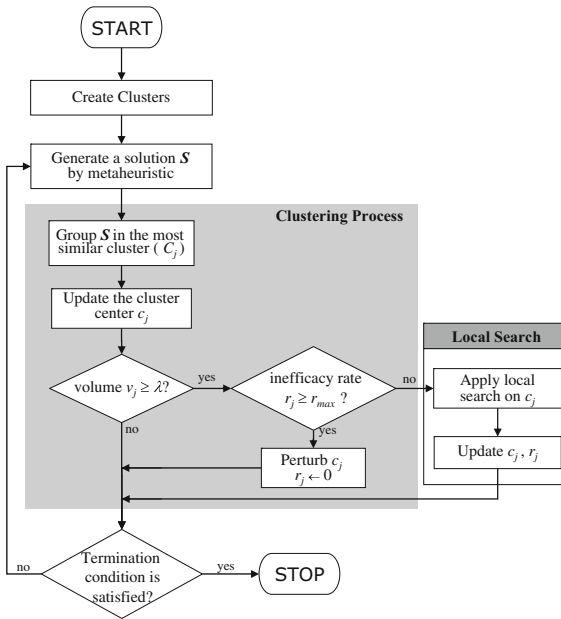 START
Create Clusters
Generate a solution S
by metaheuristic
Clustering Process
Group S in the most
similar cluster ( Cj)
Update the cluster
center cj
Local Search
volume vj ≥ λ?
yes
inefficacy rate
rj ≥ rmax ?
no
Apply local
search on cj
no
yes
Perturb cj
rj ← 0
Update cj , rj
Termination
condition is
satisfied?
no
yes
STOP